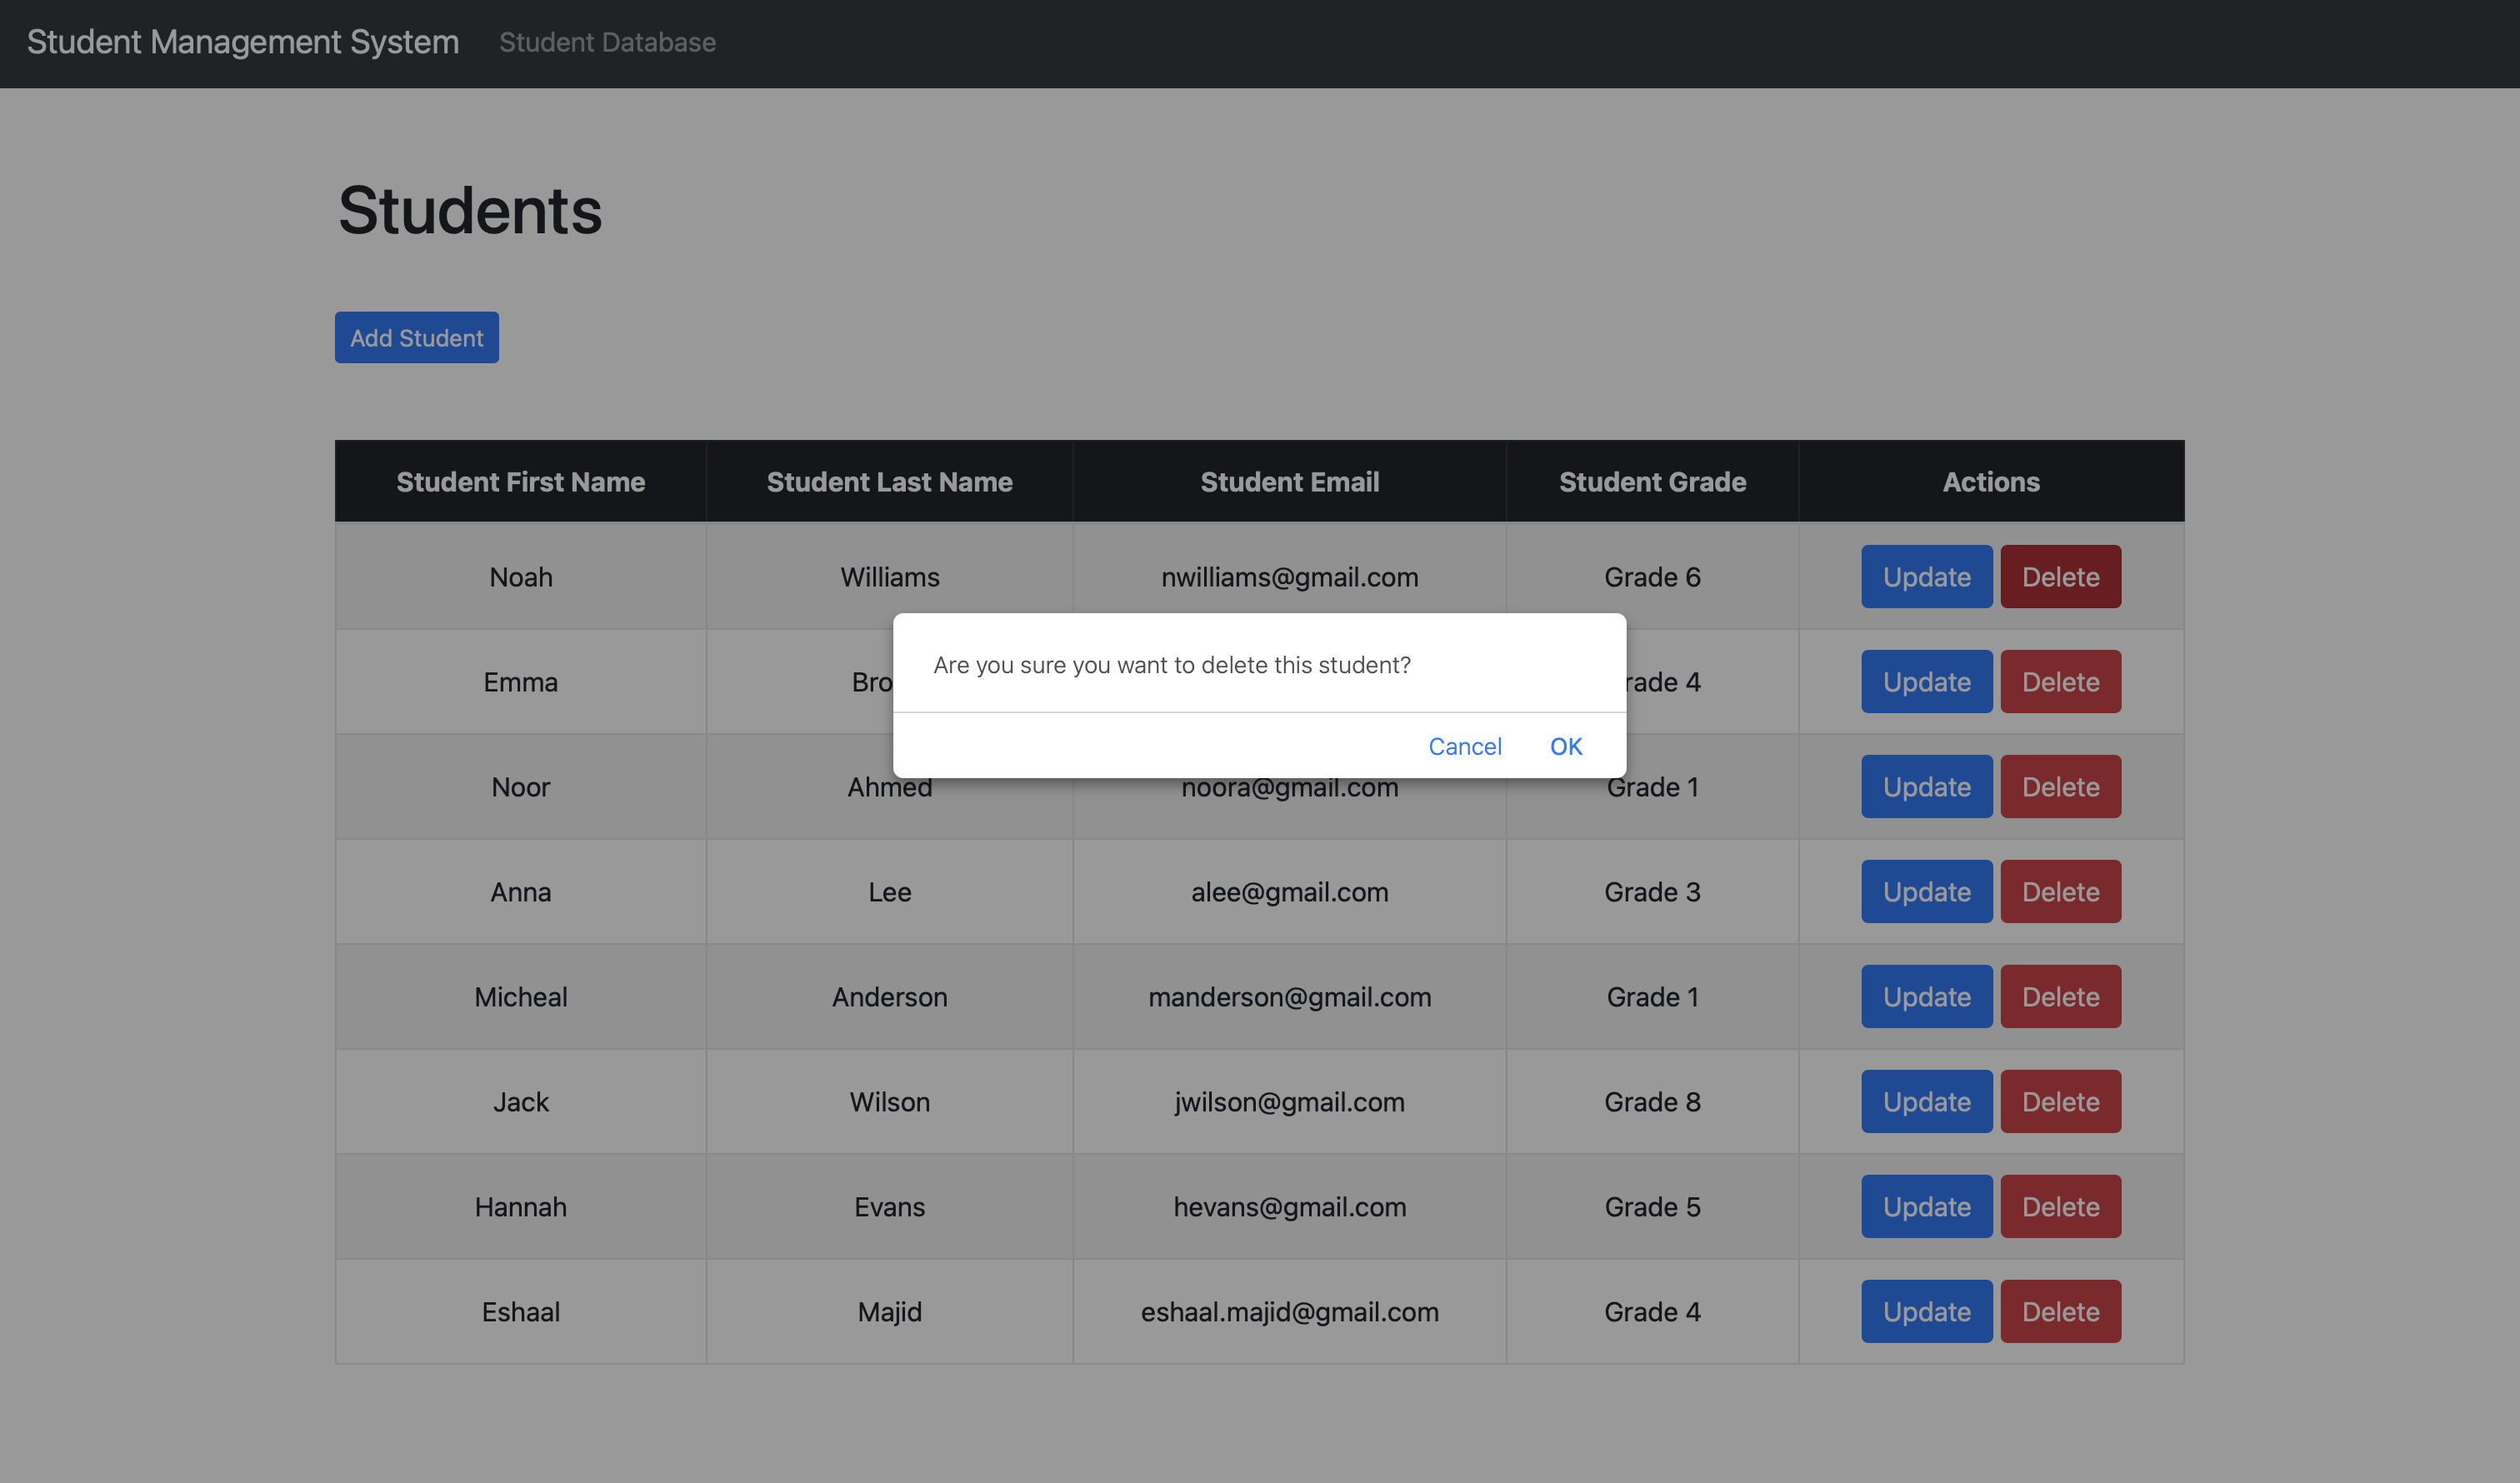 Student Management System Student Database
Students
Add Student
Student First Name Student Last Name Student Email Student Grade Actions
Noah Williams nwilliams@gmail.com Grade 6 Update Delete
Are you sure you want to delete this student?
Emma 4 Update Delete
Cancel OK
Noor Ahmed noora@gmail.com Grade 1 Update Delete
Anna Lee alee@gmail.com Grade 3 Update Delete
Micheal Anderson manderson@gmail.com Grade 1 Update Delete
Jack Wilson jwilson@gmail.com Grade 8 Update Delete
Hannah Evans hevans@gmail.com Grade 5 Update Delete
Eshaal Majid eshaal.majid@gmail.com Grade 4 Update Delete